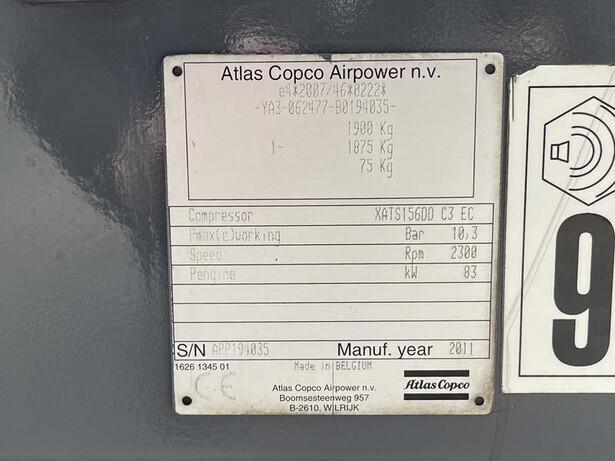 Atlas Copco Airpower n.v.
e4*2007/46*0222*
-YA3-062477-B0194035-
1900 Kg
1- 1875 Kg
75 Kg
Compressor XATS156DD C3 EC
Pmax(e)working Bar 10,3
Speed Rpm 2300
Pengine kW 83
S/N APP194035 Manuf. year 2011
1626 1345 01 Made in BELGIUM
CE
Atlas Copco Airpower n.v.
Boomsesteenweg 957
B-2610, WILRIJK
Atlas Copco
9